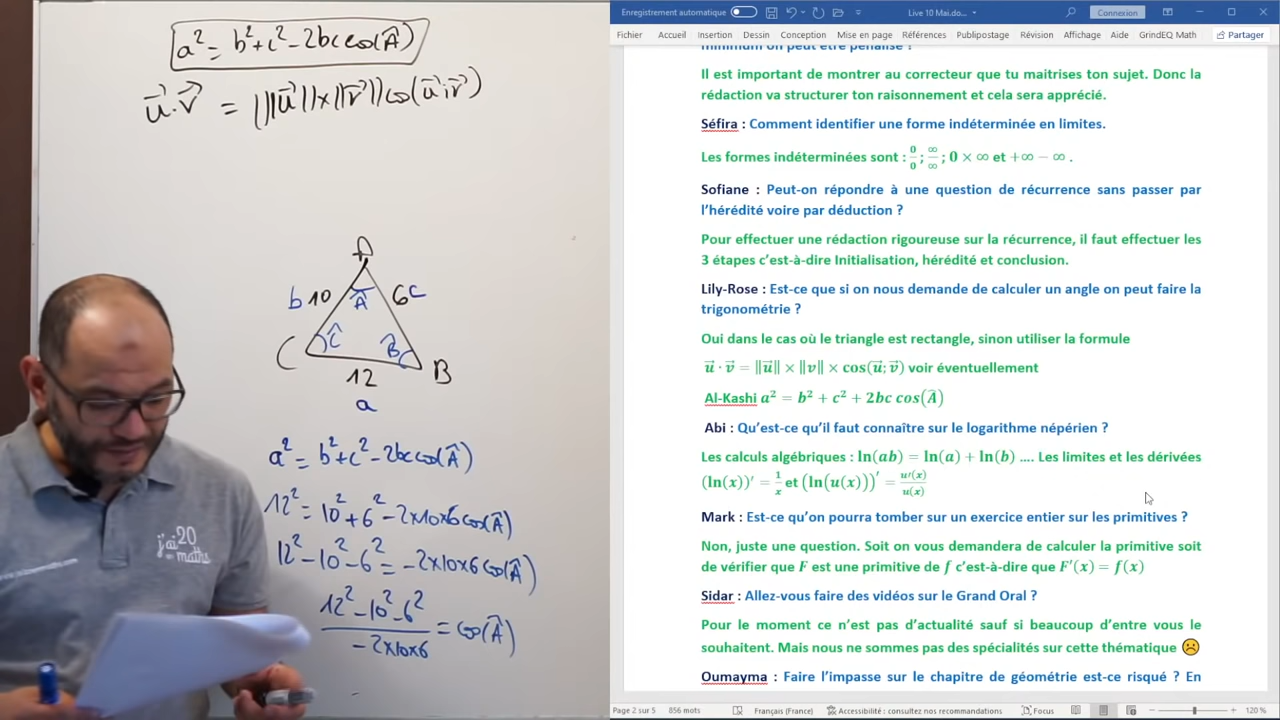 a² = b² + c² - 2bc cos(Â)
u⃗.v⃗ = ||u⃗|| x ||v⃗|| cos(u⃗;v⃗)
A
b 10
Â
6 c
C
Ĉ
B̂
B
12
a
a² = b² + c² - 2bc cos(Â)
12² = 10² + 6² - 2x10x6 cos(Â)
12² - 10² - 6² = -2x10x6 cos(Â)
12² - 10² - 6²
- 2x10x6
= cos(Â)
j'ai20
en maths
Enregistrement automatique
Live 10 Mai.do...
Connexion
Fichier Accueil Insertion Dessin Conception Mise en page Références Publipostage Révision Affichage Aide GrindEQ Math Partager
minimum on peut être pénalisé ?
Il est important de montrer au correcteur que tu maitrises ton sujet. Donc la
rédaction va structurer ton raisonnement et cela sera apprécié.
Séfira : Comment identifier une forme indéterminée en limites.
Les formes indéterminées sont : 0/0 ; ∞/∞ ; 0 × ∞ et +∞ − ∞ .
Sofiane : Peut-on répondre à une question de récurrence sans passer par
l'hérédité voire par déduction ?
Pour effectuer une rédaction rigoureuse sur la récurrence, il faut effectuer les
3 étapes c'est-à-dire Initialisation, hérédité et conclusion.
Lily-Rose : Est-ce que si on nous demande de calculer un angle on peut faire la
trigonométrie ?
Oui dans le cas où le triangle est rectangle, sinon utiliser la formule
u⃗ · v⃗ = ‖u⃗‖ × ‖v‖ × cos(u⃗; v⃗) voir éventuellement
Al-Kashi a² = b² + c² + 2bc cos(Â)
Abi : Qu'est-ce qu'il faut connaître sur le logarithme népérien ?
Les calculs algébriques : ln(ab) = ln(a) + ln(b) .... Les limites et les dérivées
(ln(x))' = 1/x et (ln(u(x)))' = u'(x)/u(x)
Mark : Est-ce qu'on pourra tomber sur un exercice entier sur les primitives ?
Non, juste une question. Soit on vous demandera de calculer la primitive soit
de vérifier que F est une primitive de f c'est-à-dire que F'(x) = f(x)
Sidar : Allez-vous faire des vidéos sur le Grand Oral ?
Pour le moment ce n'est pas d'actualité sauf si beaucoup d'entre vous le
souhaitent. Mais nous ne sommes pas des spécialités sur cette thématique
Oumayma : Faire l'impasse sur le chapitre de géométrie est-ce risqué ? En
Page 2 sur 5 856 mots Français (France) Accessibilité : consultez nos recommandations Focus 120 %